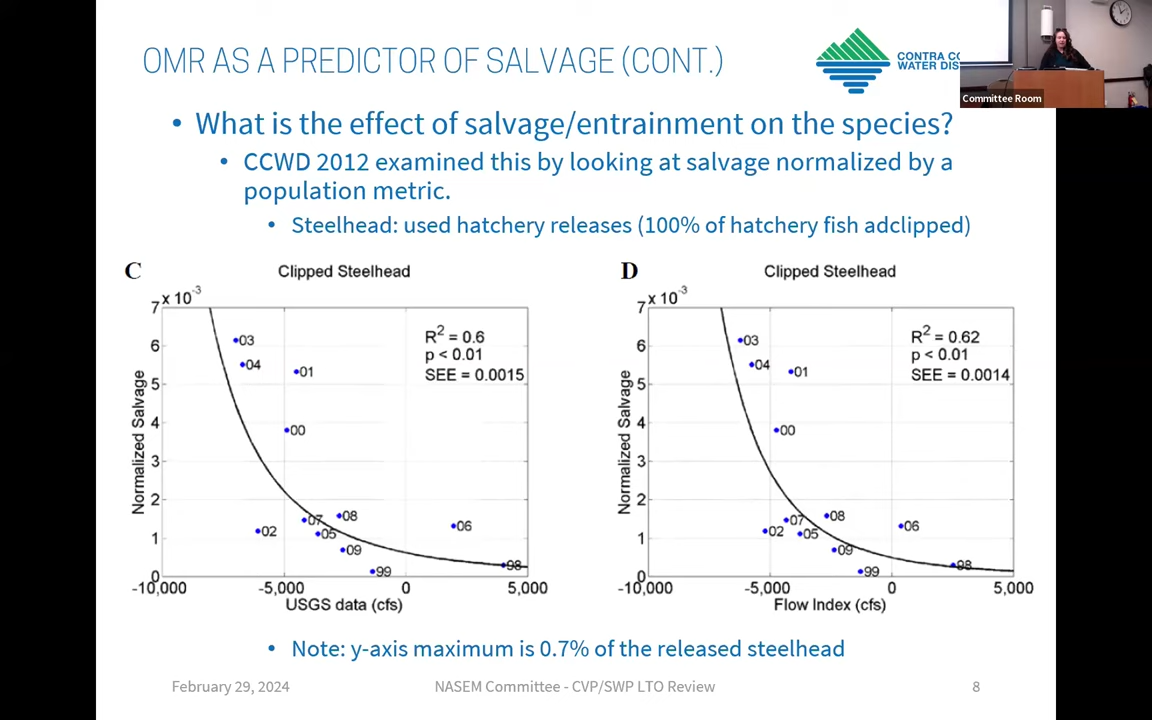 OMR AS A PREDICTOR OF SALVAGE (CONT.)
CONTRA CO
WATER DIS
Committee Room
• What is the effect of salvage/entrainment on the species?
• CCWD 2012 examined this by looking at salvage normalized by a
population metric.
• Steelhead: used hatchery releases (100% of hatchery fish adclipped)
C
Clipped Steelhead
7 x 10⁻³
6
5
4
3
2
1
0
Normalized Salvage
R² = 0.6
p < 0.01
SEE = 0.0015
03
04
01
00
02
07
08
05
09
99
06
98
-10,000
-5,000
0
5,000
USGS data (cfs)
D
Clipped Steelhead
7 x 10⁻³
6
5
4
3
2
1
0
Normalized Salvage
R² = 0.62
p < 0.01
SEE = 0.0014
03
04
01
00
02
07
08
05
09
99
06
98
-10,000
-5,000
0
5,000
Flow Index (cfs)
• Note: y-axis maximum is 0.7% of the released steelhead
February 29, 2024
NASEM Committee - CVP/SWP LTO Review
8